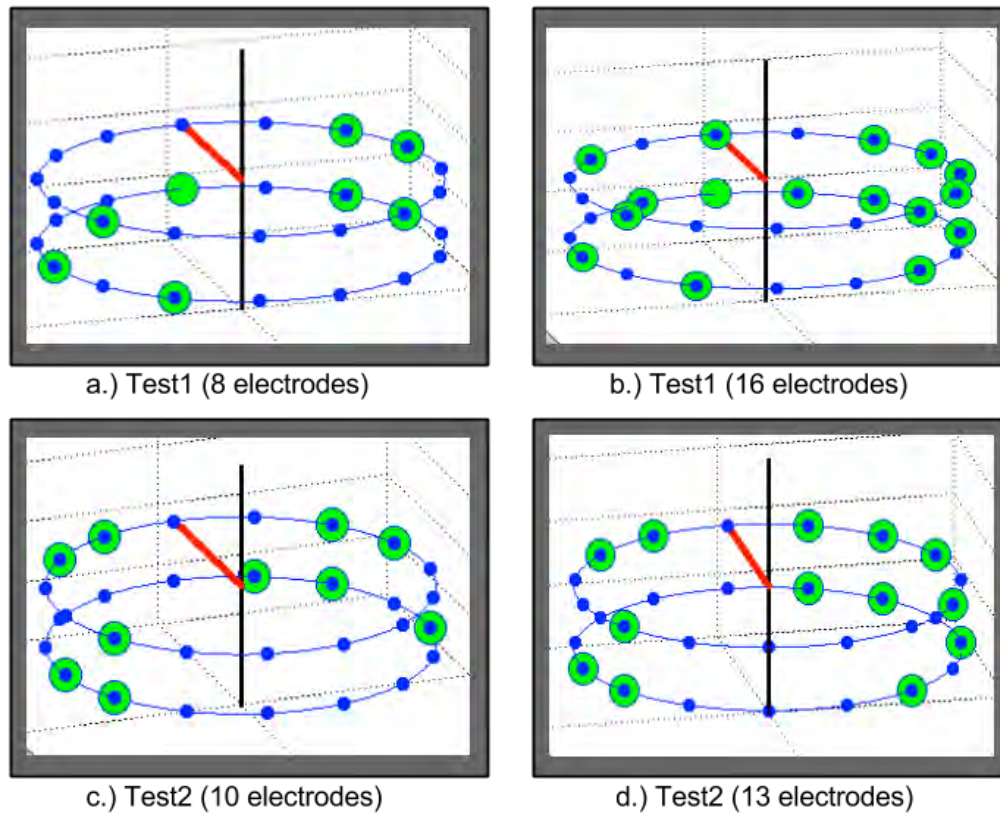 a.) Test1 (8 electrodes)
b.) Test1 (16 electrodes)
c.) Test2 (10 electrodes)
d.) Test2 (13 electrodes)